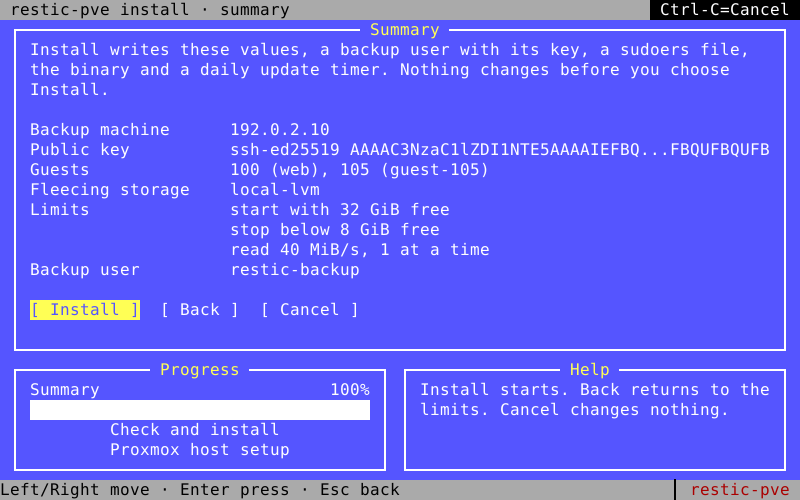 restic-pve install · summary
Ctrl-C=Cancel
Summary
Install writes these values, a backup user with its key, a sudoers file,
the binary and a daily update timer. Nothing changes before you choose
Install.
Backup machine 192.0.2.10
Public key ssh-ed25519 AAAAC3NzaC1lZDI1NTE5AAAAIEFBQ...FBQUFBQUFB
Guests 100 (web), 105 (guest-105)
Fleecing storage local-lvm
Limits start with 32 GiB free
stop below 8 GiB free
read 40 MiB/s, 1 at a time
Backup user restic-backup
[ Install ] [ Back ] [ Cancel ]
Progress
Summary 100%
Check and install
Proxmox host setup
Help
Install starts. Back returns to the
limits. Cancel changes nothing.
Left/Right move · Enter press · Esc back
restic-pve